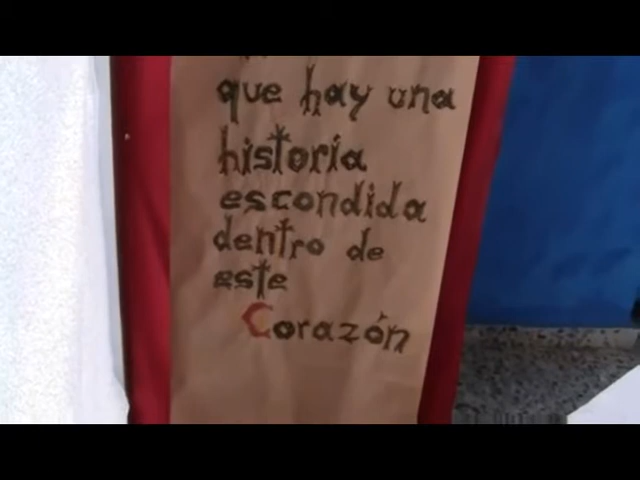 que hay una
historia
escondida
dentro de
este
Corazón